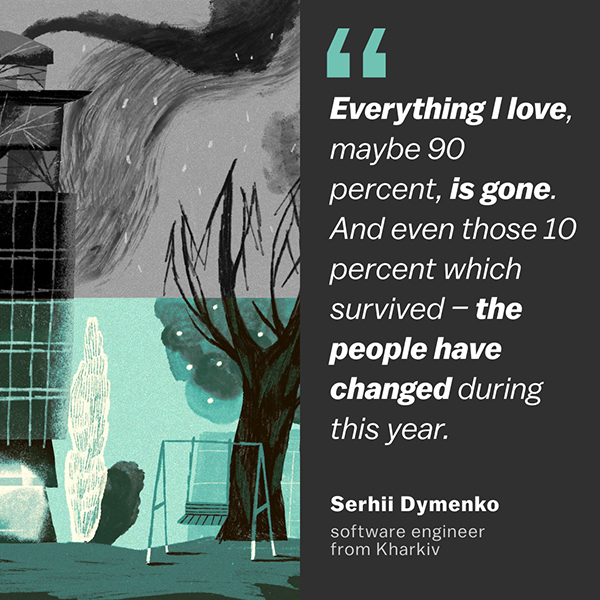 “
Everything I love,
maybe 90
percent, is gone.
And even those 10
percent which
survived – the
people have
changed during
this year.
Serhii Dymenko
software engineer
from Kharkiv